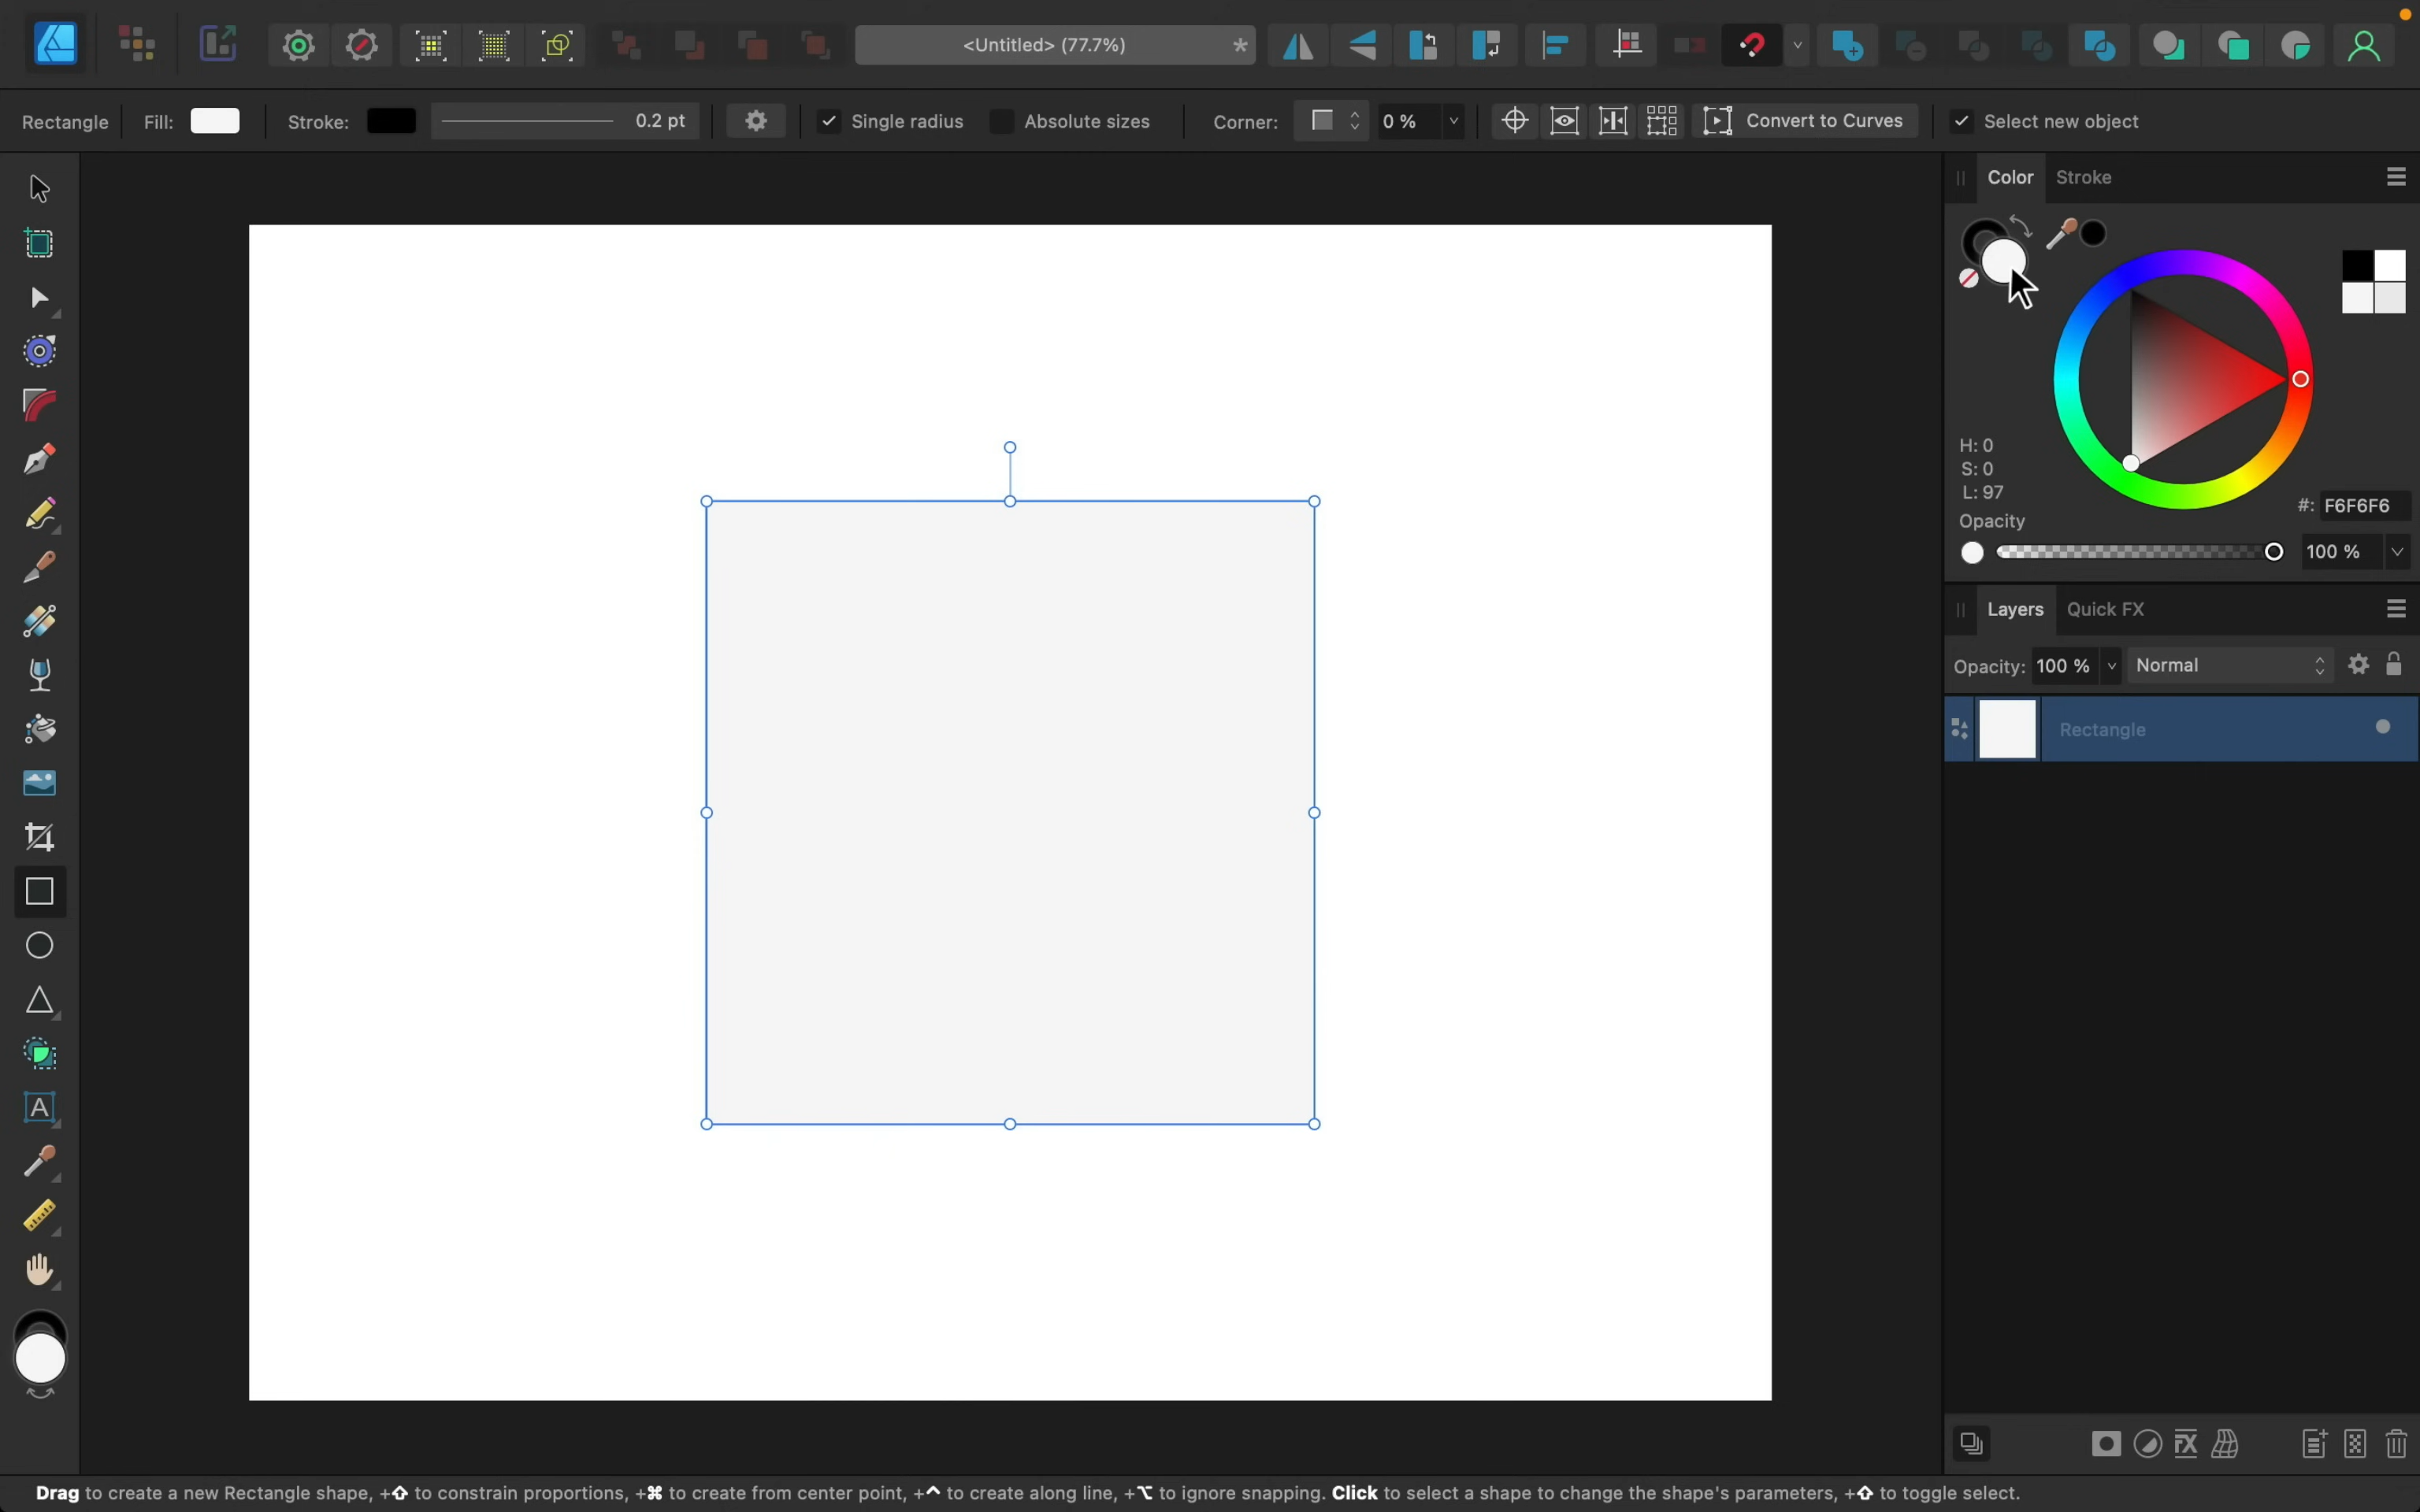 <Untitled> (77.7%) *
Rectangle Fill: Stroke: 0.2 pt Single radius Absolute sizes Corner: 0 % Convert to Curves Select new object
Color Stroke
H: 0
S: 0
L: 97
#: F6F6F6
Opacity
100 %
Layers Quick FX
Opacity: 100 % Normal
Rectangle
A
FX
Drag to create a new Rectangle shape, +⇧ to constrain proportions, +⌘ to create from center point, +^ to create along line, +⌥ to ignore snapping. Click to select a shape to change the shape's parameters, +⇧ to toggle select.